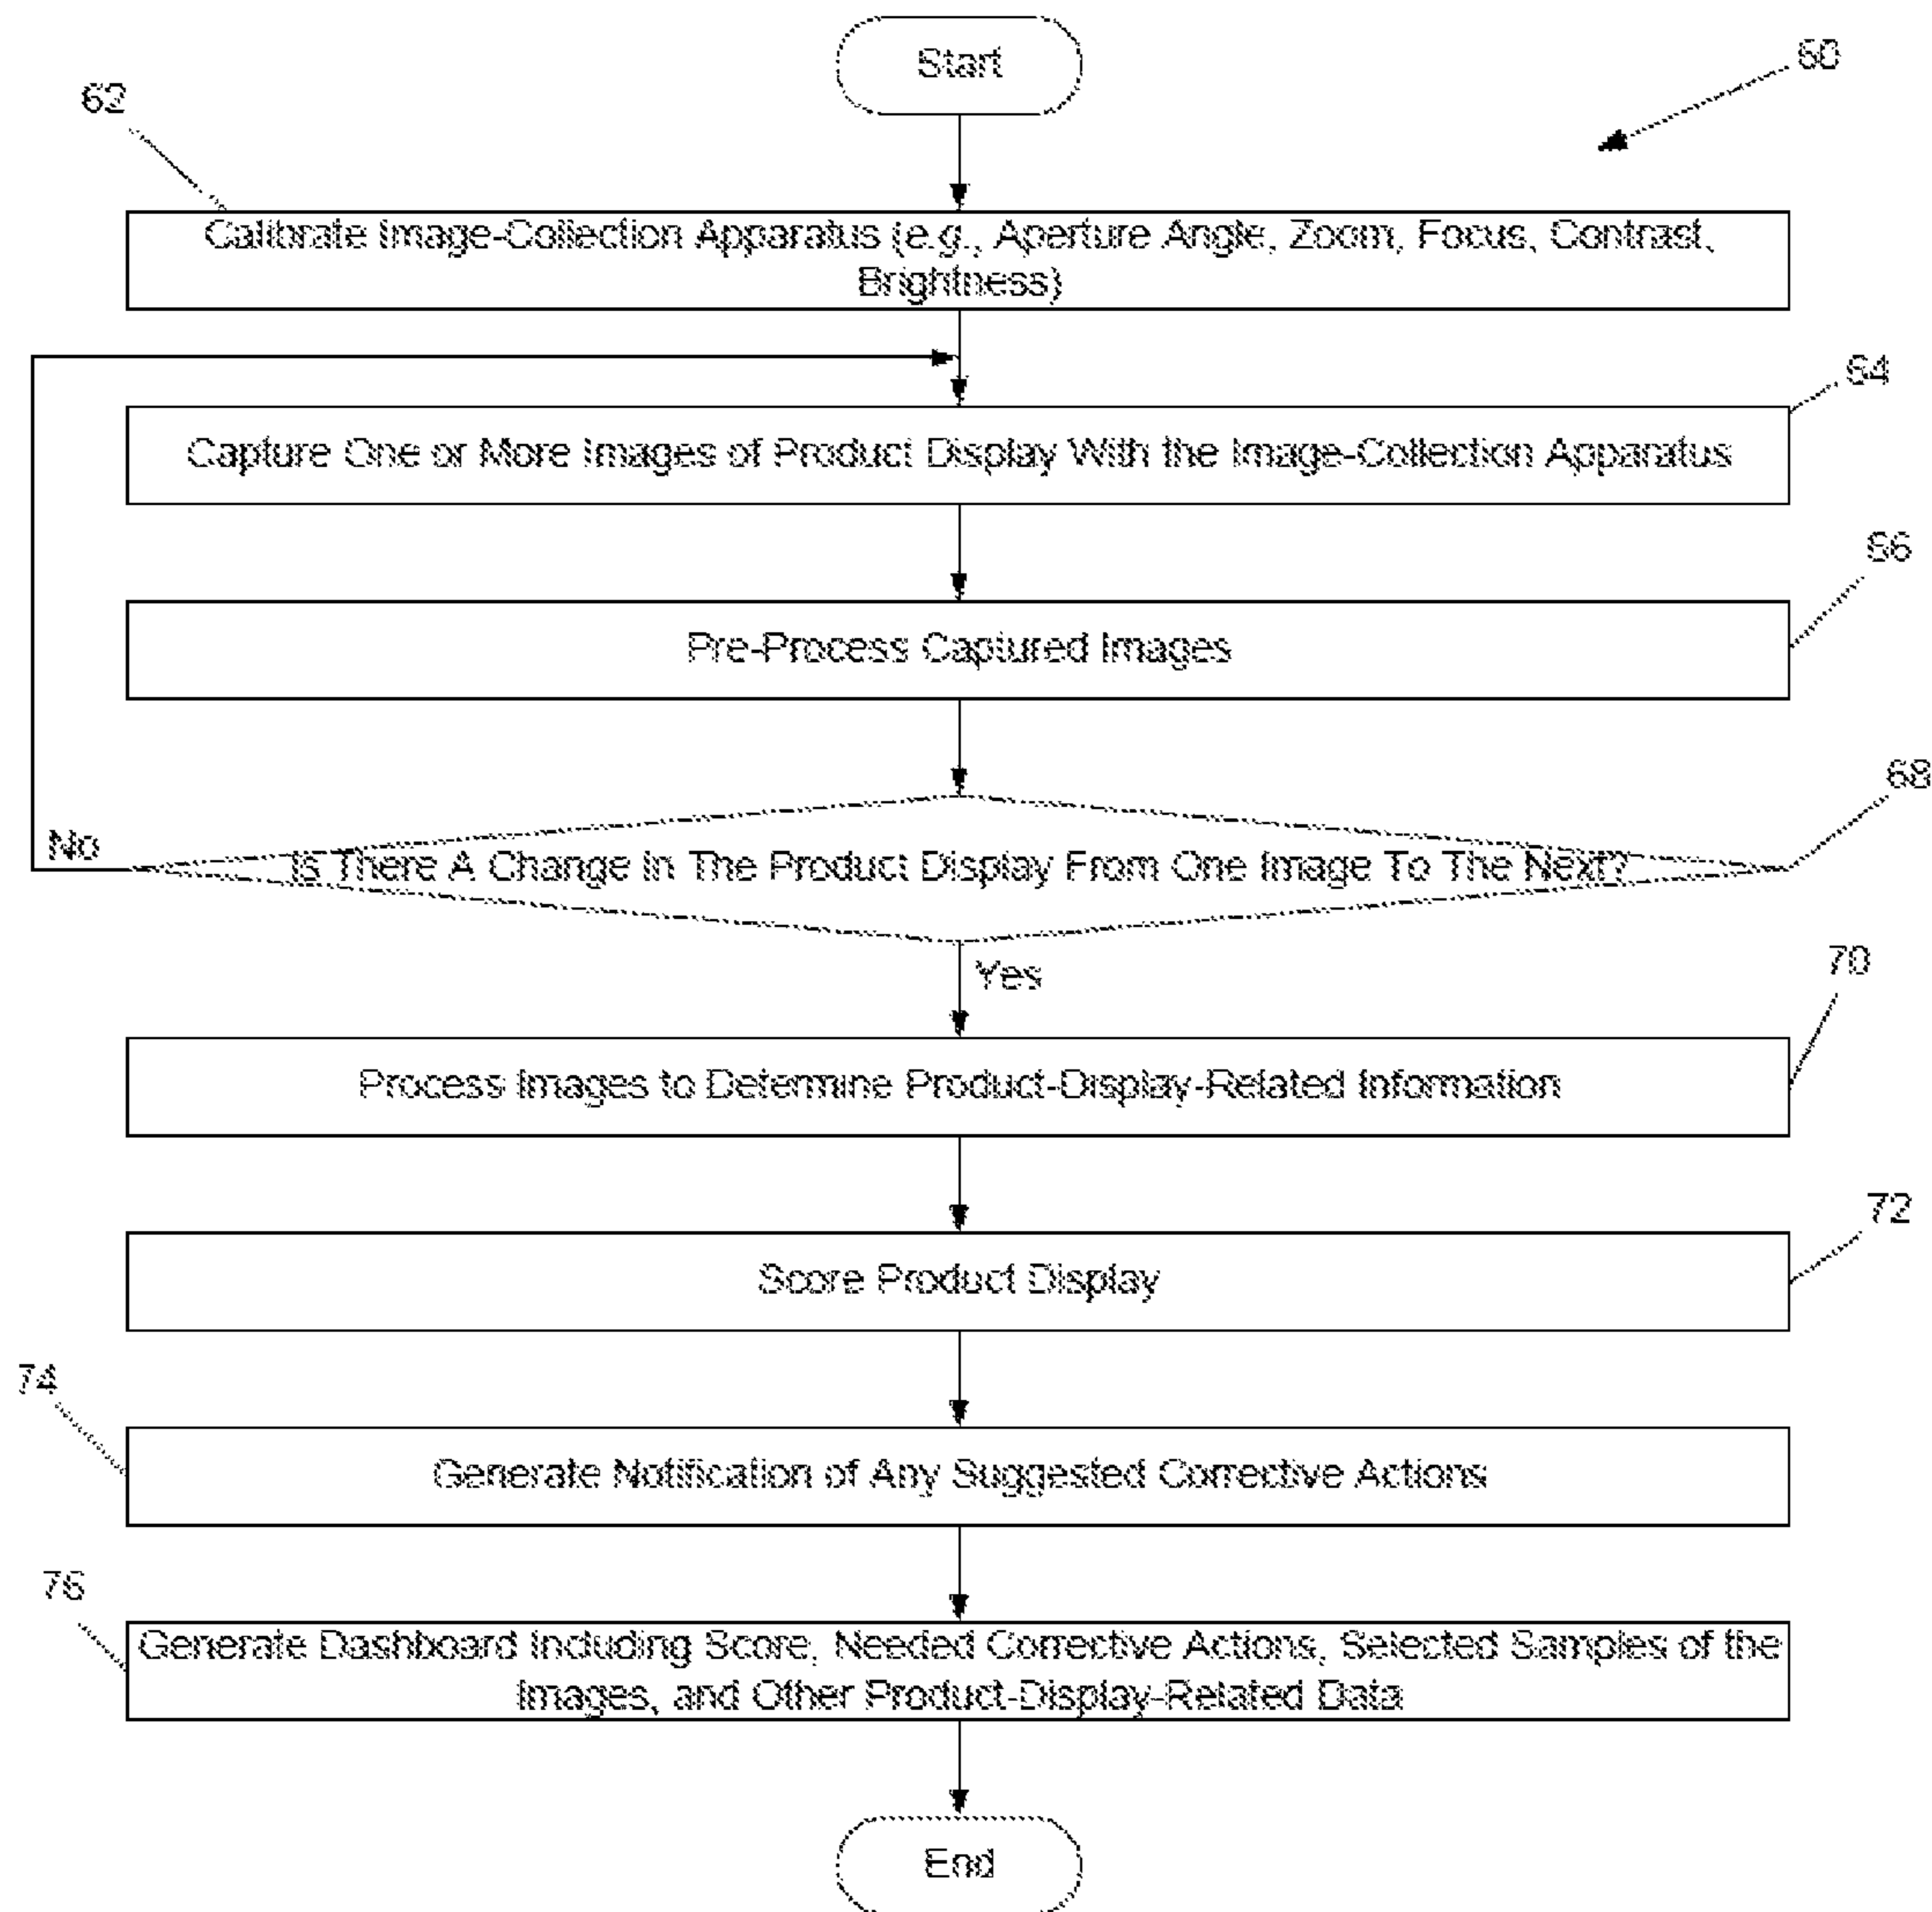 Start
60
62
Calibrate Image-Collection Apparatus (e.g., Aperture Angle, Zoom, Focus, Contrast,
Brightness)
64
Capture One or More Images of Product Display With the Image-Collection Apparatus
66
Pre-Process Captured Images
68
No
Is There A Change In The Product Display From One Image To The Next?
Yes
70
Process Images to Determine Product-Display-Related Information
72
Score Product Display
74
Generate Notification of Any Suggested Corrective Actions
76
Generate Dashboard Including Score, Needed Corrective Actions, Selected Samples of the
Images, and Other Product-Display-Related Data
End